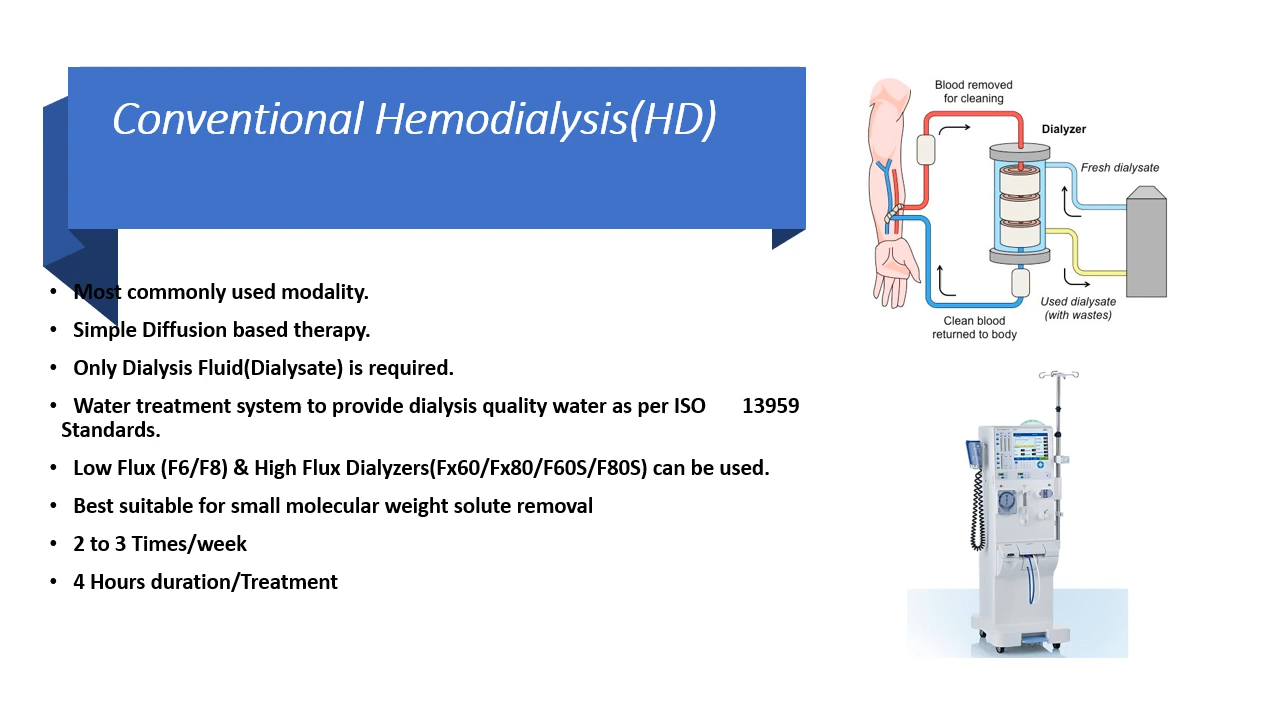 Conventional Hemodialysis(HD)
• Most commonly used modality.
• Simple Diffusion based therapy.
• Only Dialysis Fluid(Dialysate) is required.
• Water treatment system to provide dialysis quality water as per ISO 13959
Standards.
• Low Flux (F6/F8) & High Flux Dialyzers(Fx60/Fx80/F60S/F80S) can be used.
• Best suitable for small molecular weight solute removal
• 2 to 3 Times/week
• 4 Hours duration/Treatment
Blood removed
for cleaning
Dialyzer
Fresh dialysate
Used dialysate
(with wastes)
Clean blood
returned to body